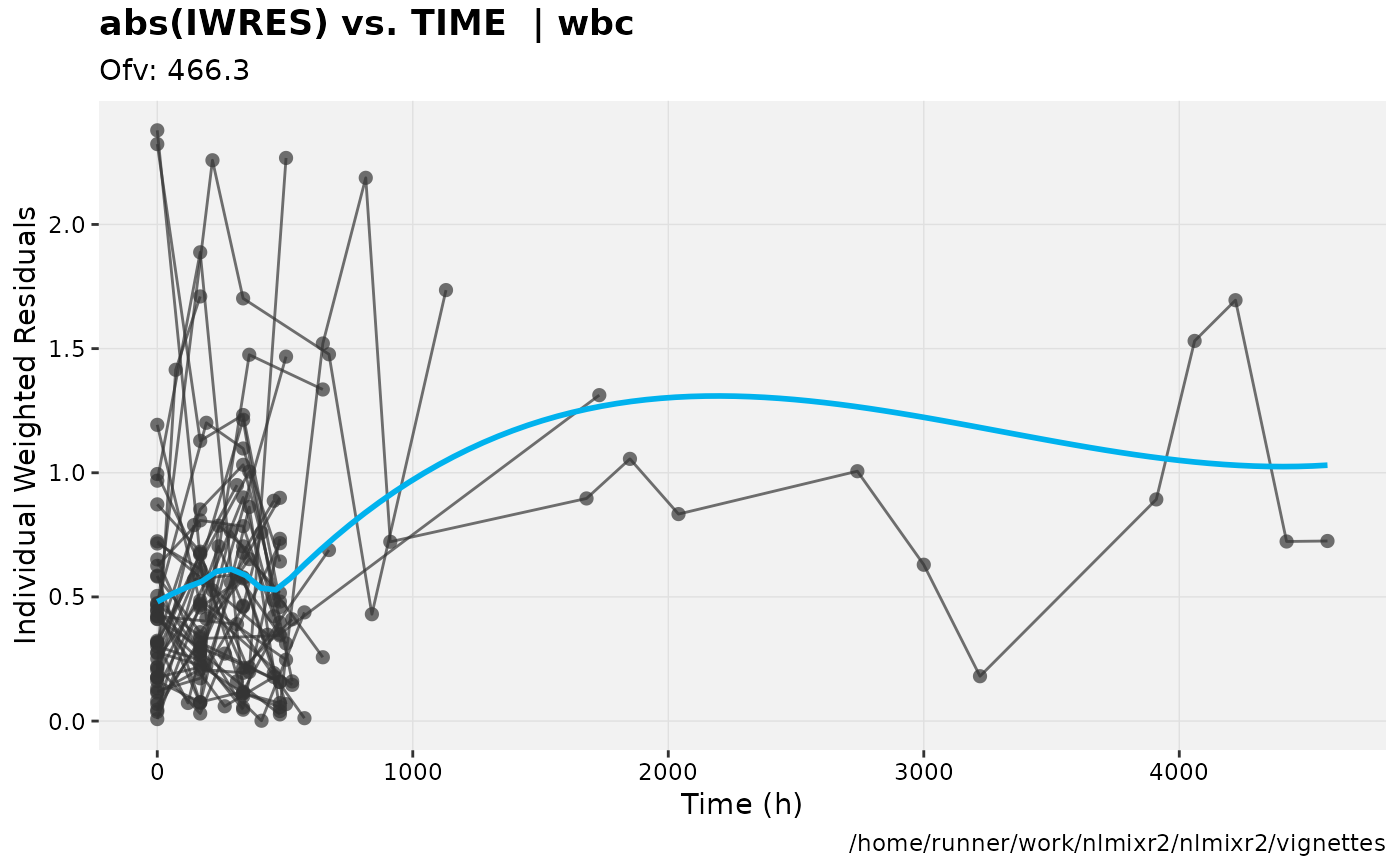 abs(IWRES) vs. TIME | wbc
Ofv: 466.3
Individual Weighted Residuals
2.0
1.5
1.0
0.5
0.0
0 1000 2000 3000 4000
Time (h)
/home/runner/work/nlmixr2/nlmixr2/vignettes